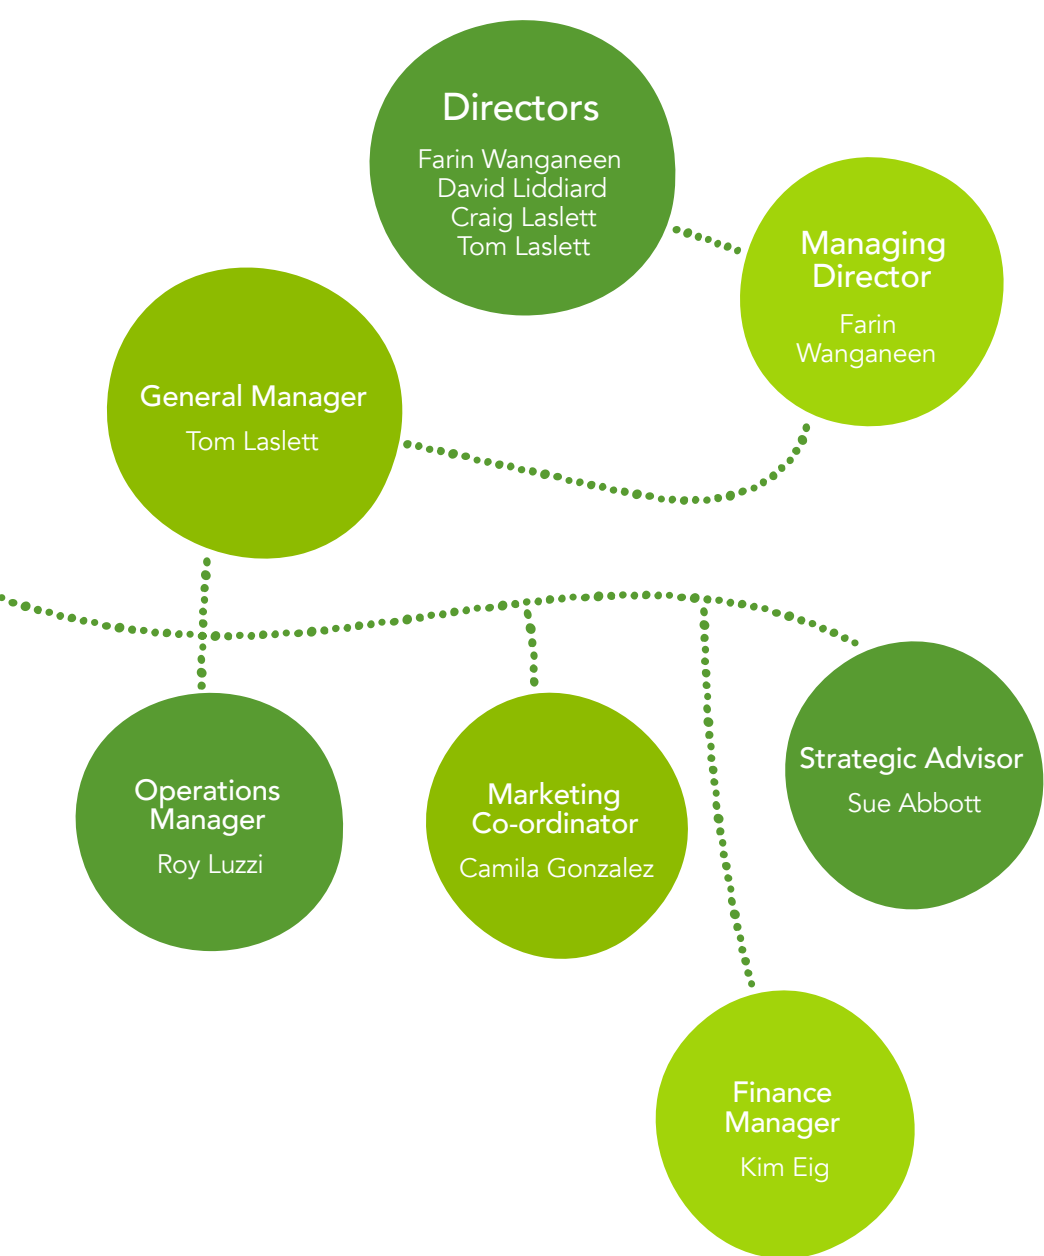 Directors
Farin Wanganeen
David Liddiard
Craig Laslett
Tom Laslett
Managing
Director
Farin
Wanganeen
General Manager
Tom Laslett
Operations
Manager
Roy Luzzi
Marketing
Co-ordinator
Camila Gonzalez
Strategic Advisor
Sue Abbott
Finance
Manager
Kim Eig